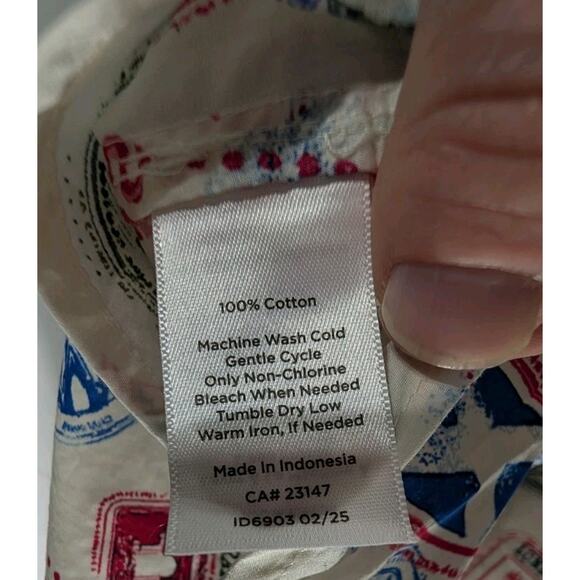 100% Cotton
Machine Wash Cold
Gentle Cycle
Only Non-Chlorine
Bleach When Needed
Tumble Dry Low
Warm Iron, If Needed
Made in Indonesia
CA# 23147
ID6903 02/25